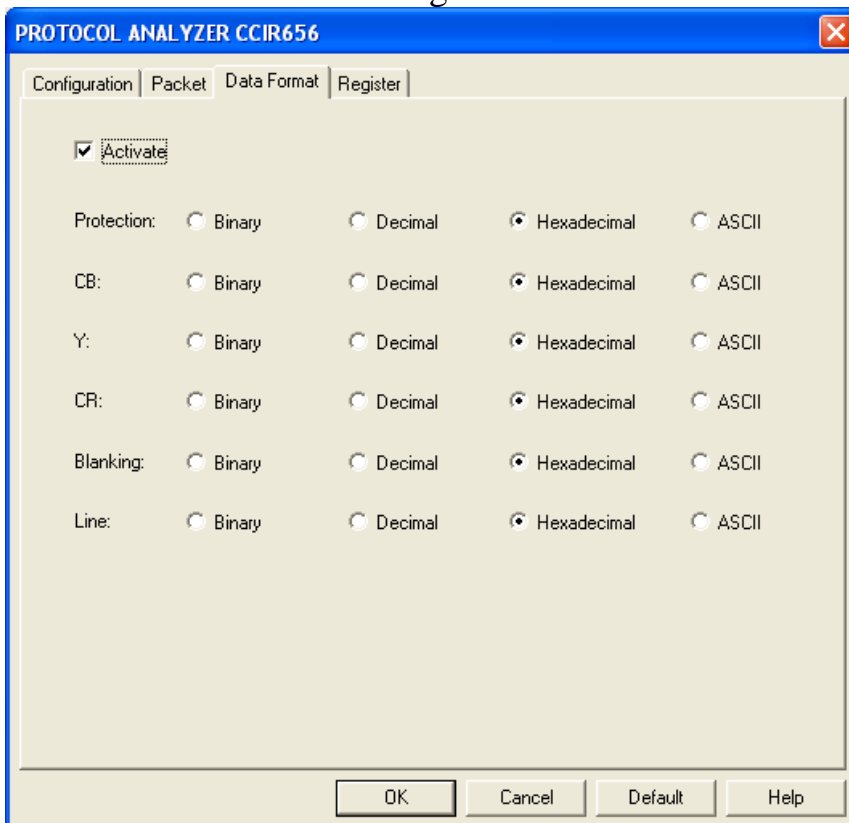 PROTOCOL ANALYZER CCIR656
Configuration Packet Data Format Register
Activate
Protection: Binary Decimal Hexadecimal ASCII
CB: Binary Decimal Hexadecimal ASCII
Y: Binary Decimal Hexadecimal ASCII
CR: Binary Decimal Hexadecimal ASCII
Blanking: Binary Decimal Hexadecimal ASCII
Line: Binary Decimal Hexadecimal ASCII
OK Cancel Default Help